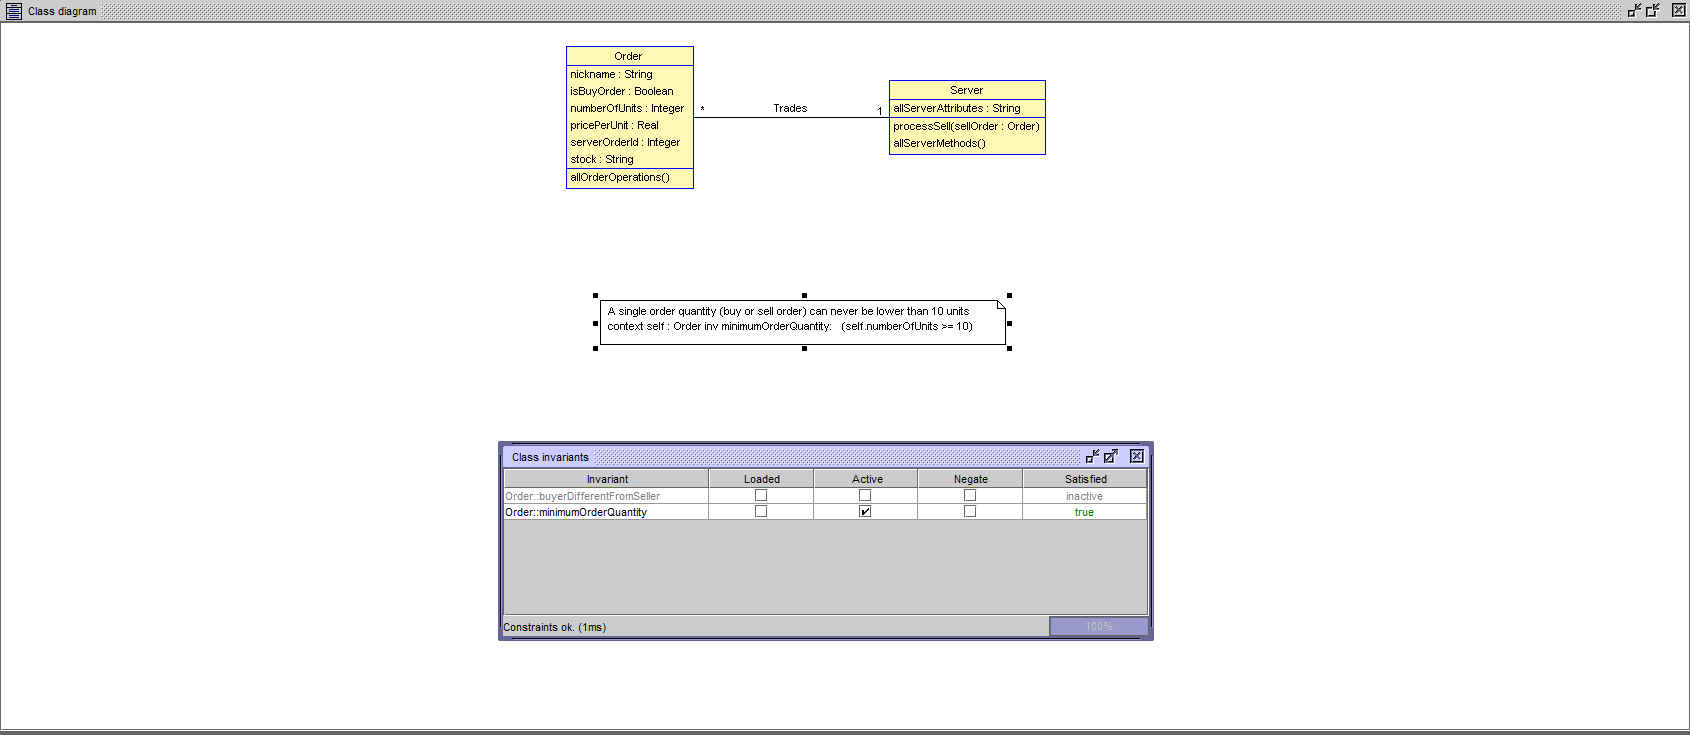 Class diagram
Order
nickname : String
isBuyOrder : Boolean
numberOfUnits : Integer
pricePerUnit : Real
serverOrderId : Integer
stock : String
allOrderOperations()
* Trades 1
Server
allServerAttributes : String
processSell(sellOrder : Order)
allServerMethods()
A single order quantity (buy or sell order) can never be lower than 10 units
context self : Order inv minimumOrderQuantity: (self.numberOfUnits >= 10)
Class invariants
Invariant Loaded Active Negate Satisfied
Order::buyerDifferentFromSeller inactive
Order::minimumOrderQuantity true
Constraints ok. (1ms) 100%